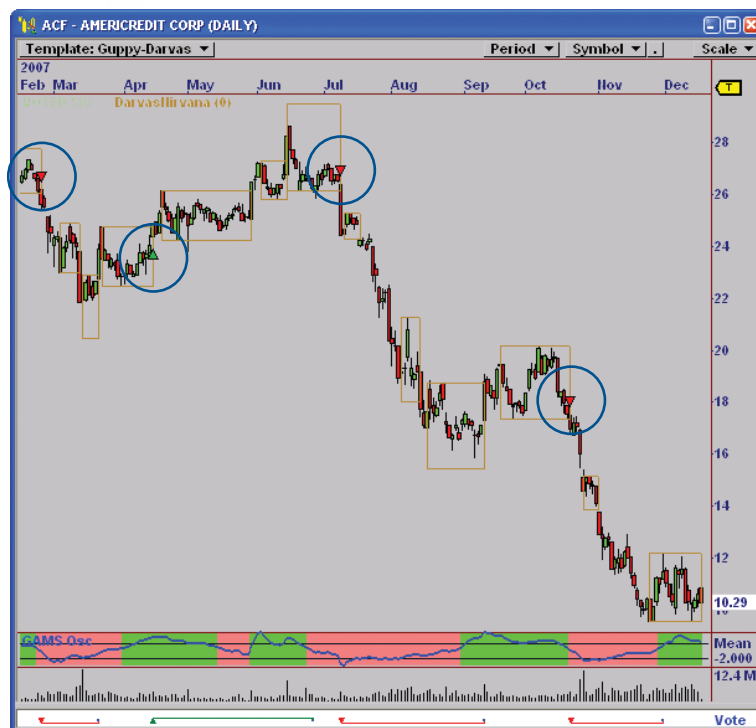 ACF - AMERICREDIT CORP (DAILY)
Template: Guppy-Darvas Period Symbol . Scale
2007
Feb Mar Apr May Jun Jul Aug Sep Oct Nov Dec
T
DarvasNirvana (0)
28
26
24
22
20
18
16
14
12
10.29
GAMS Osc
Mean
-2.000
12.4 M
Vote